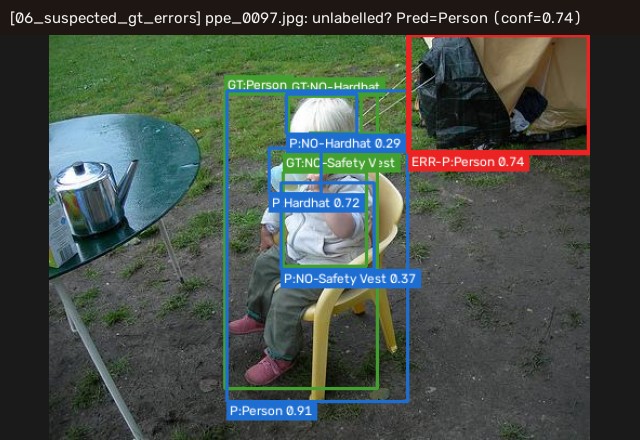 [06_suspected_gt_errors] ppe_0097.jpg: unlabelled? Pred=Person (conf=0.74)
GT:Person
GT:NO-Hardhat
P:NO-Hardhat 0.29
ERR-P:Person 0.74
GT:NO-Safety Vest
P Hardhat 0.72
P:NO-Safety Vest 0.37
P:Person 0.91